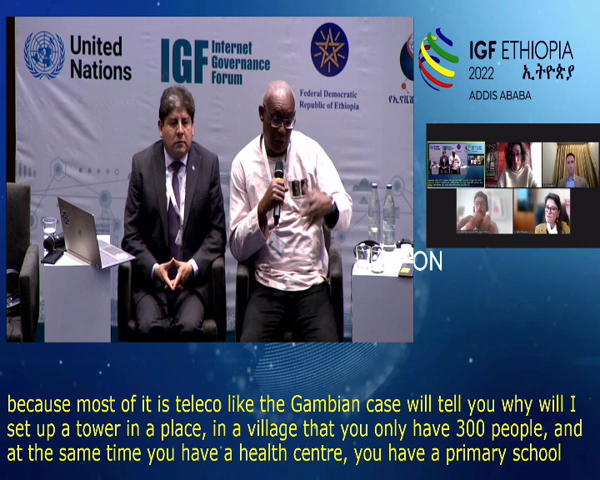 United
Nations
IGF Internet
Governance
Forum
Federal Democratic
Republic of Ethiopia
IGF ETHIOPIA
2022 ኢትዮጵያ
ADDIS ABABA
ON
because most of it is teleco like the Gambian case will tell you why will I
set up a tower in a place, in a village that you only have 300 people, and
at the same time you have a health centre, you have a primary school